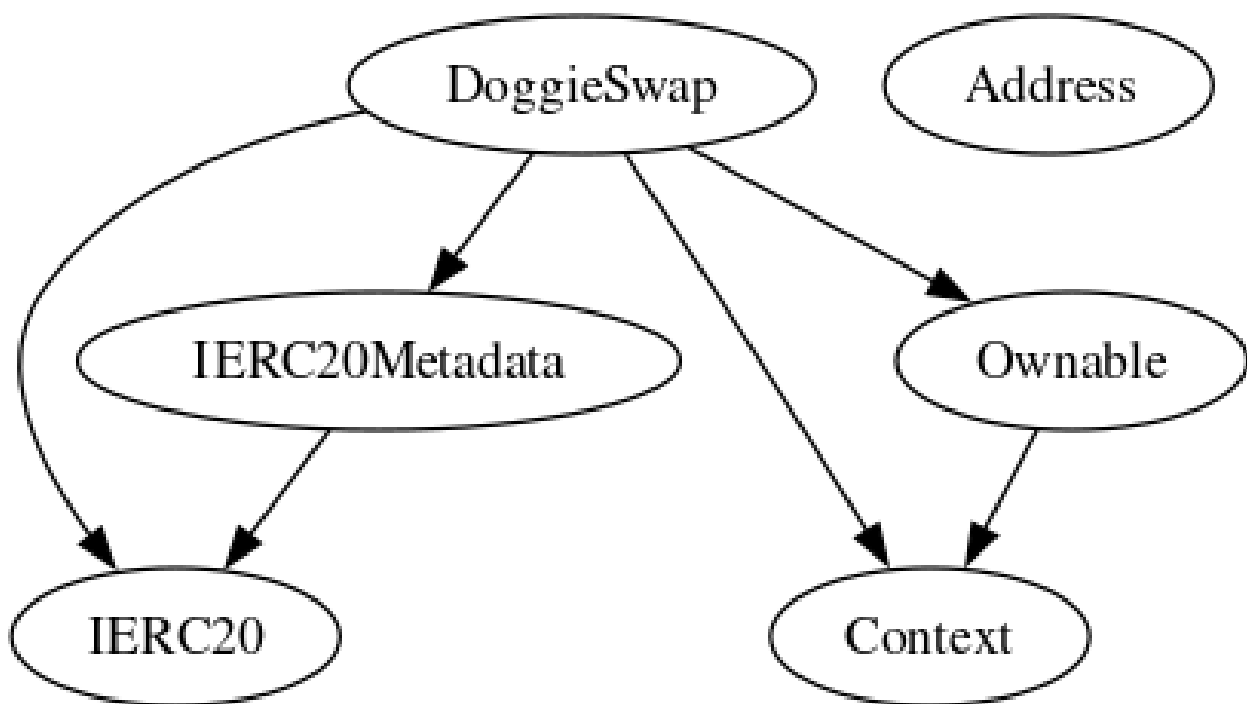 DoggieSwap
Address
IERC20Metadata
Ownable
IERC20
Context